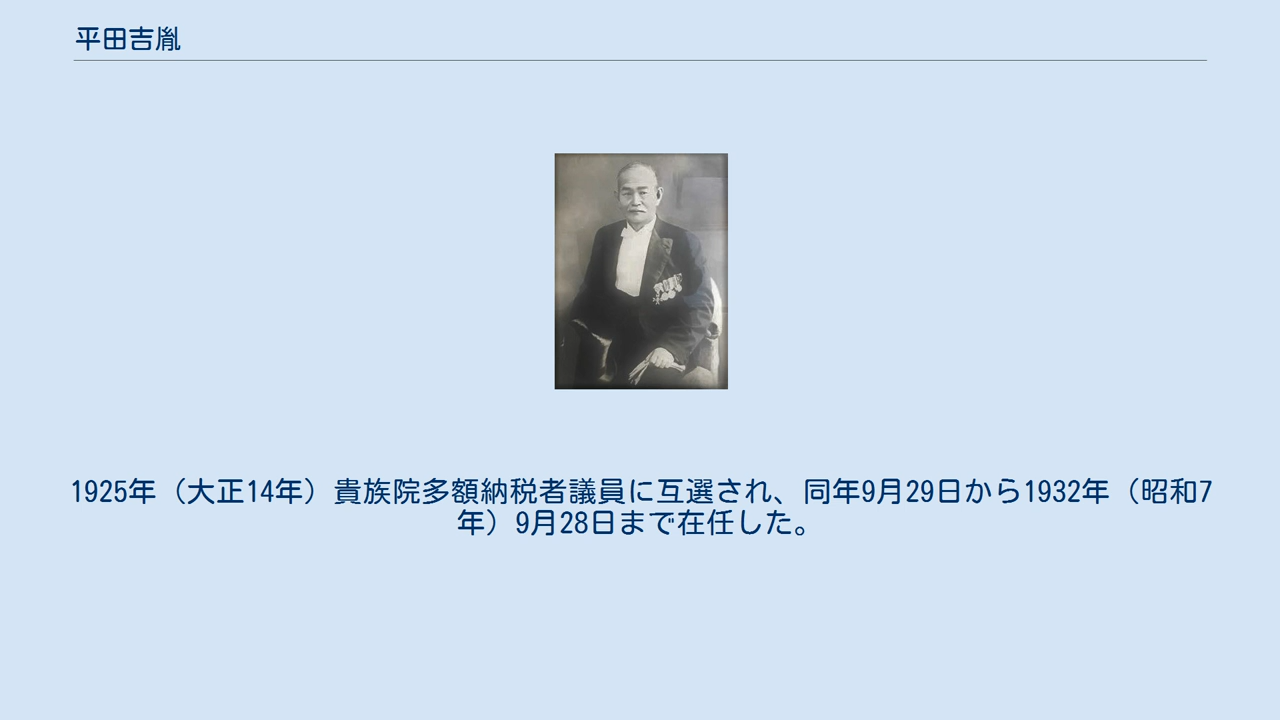 平田吉胤
1925年（大正14年）貴族院多額納税者議員に互選され、同年9月29日から1932年（昭和7
年）9月28日まで在任した。